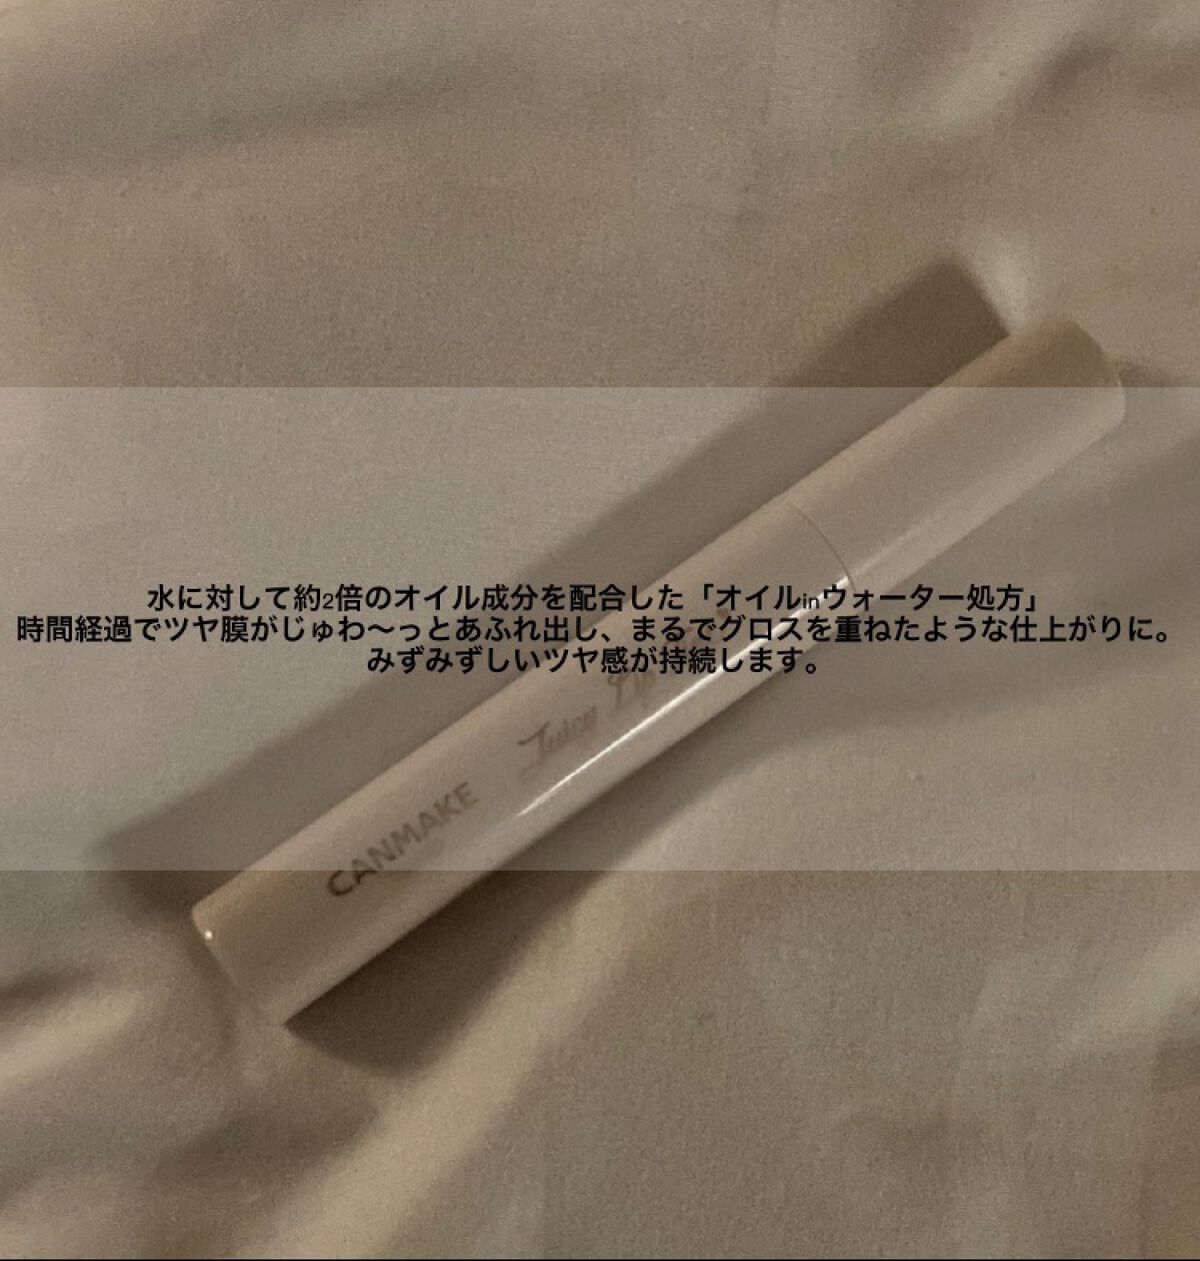 水に対して約2倍のオイル成分を配合した「オイルinウォーター処方」
時間経過でツヤ膜がじゅわ〜っとあふれ出し、まるでグロスを重ねたような仕上がりに。
みずみずしいツヤ感が持続します。
Juicy
CANMAKE